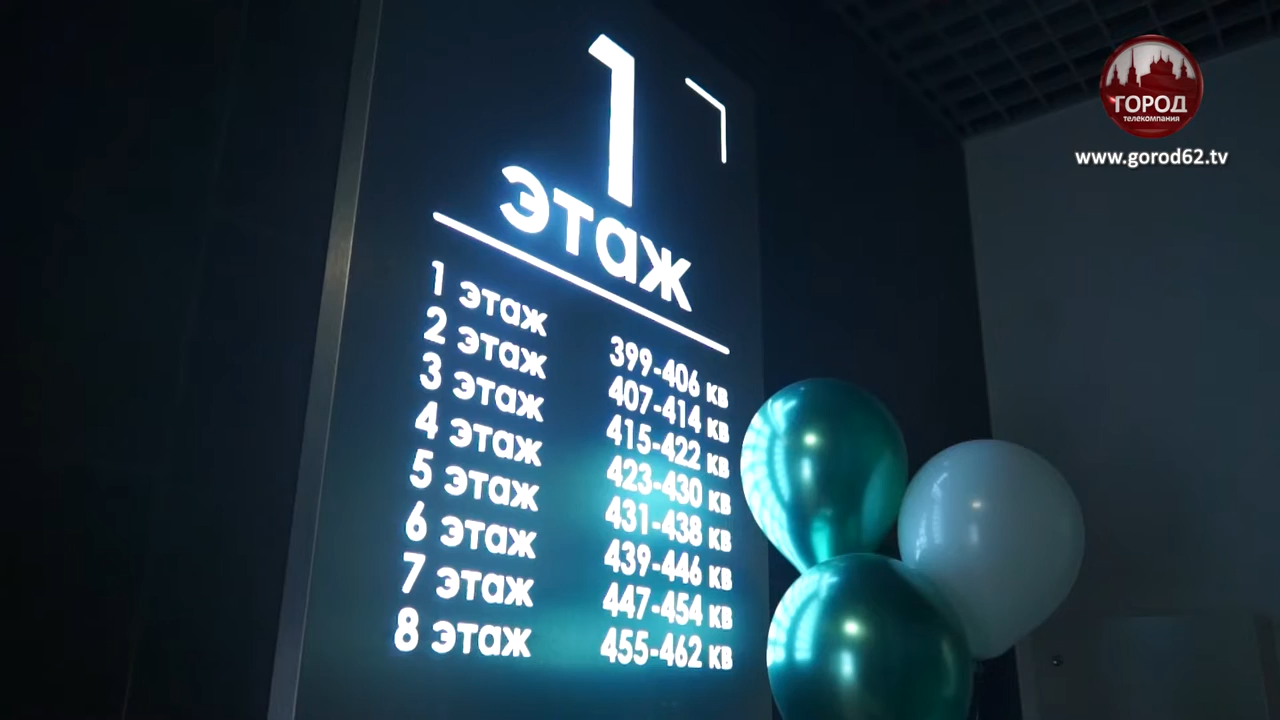 1
этаж
1 этаж 399-406 кв
2 этаж 407-414 кв
3 этаж 415-422 кв
4 этаж 423-430 кв
5 этаж 431-438 кв
6 этаж 439-446 кв
7 этаж 447-454 кв
8 этаж 455-462 кв
ГОРОД
телекомпания
www.gorod62.tv